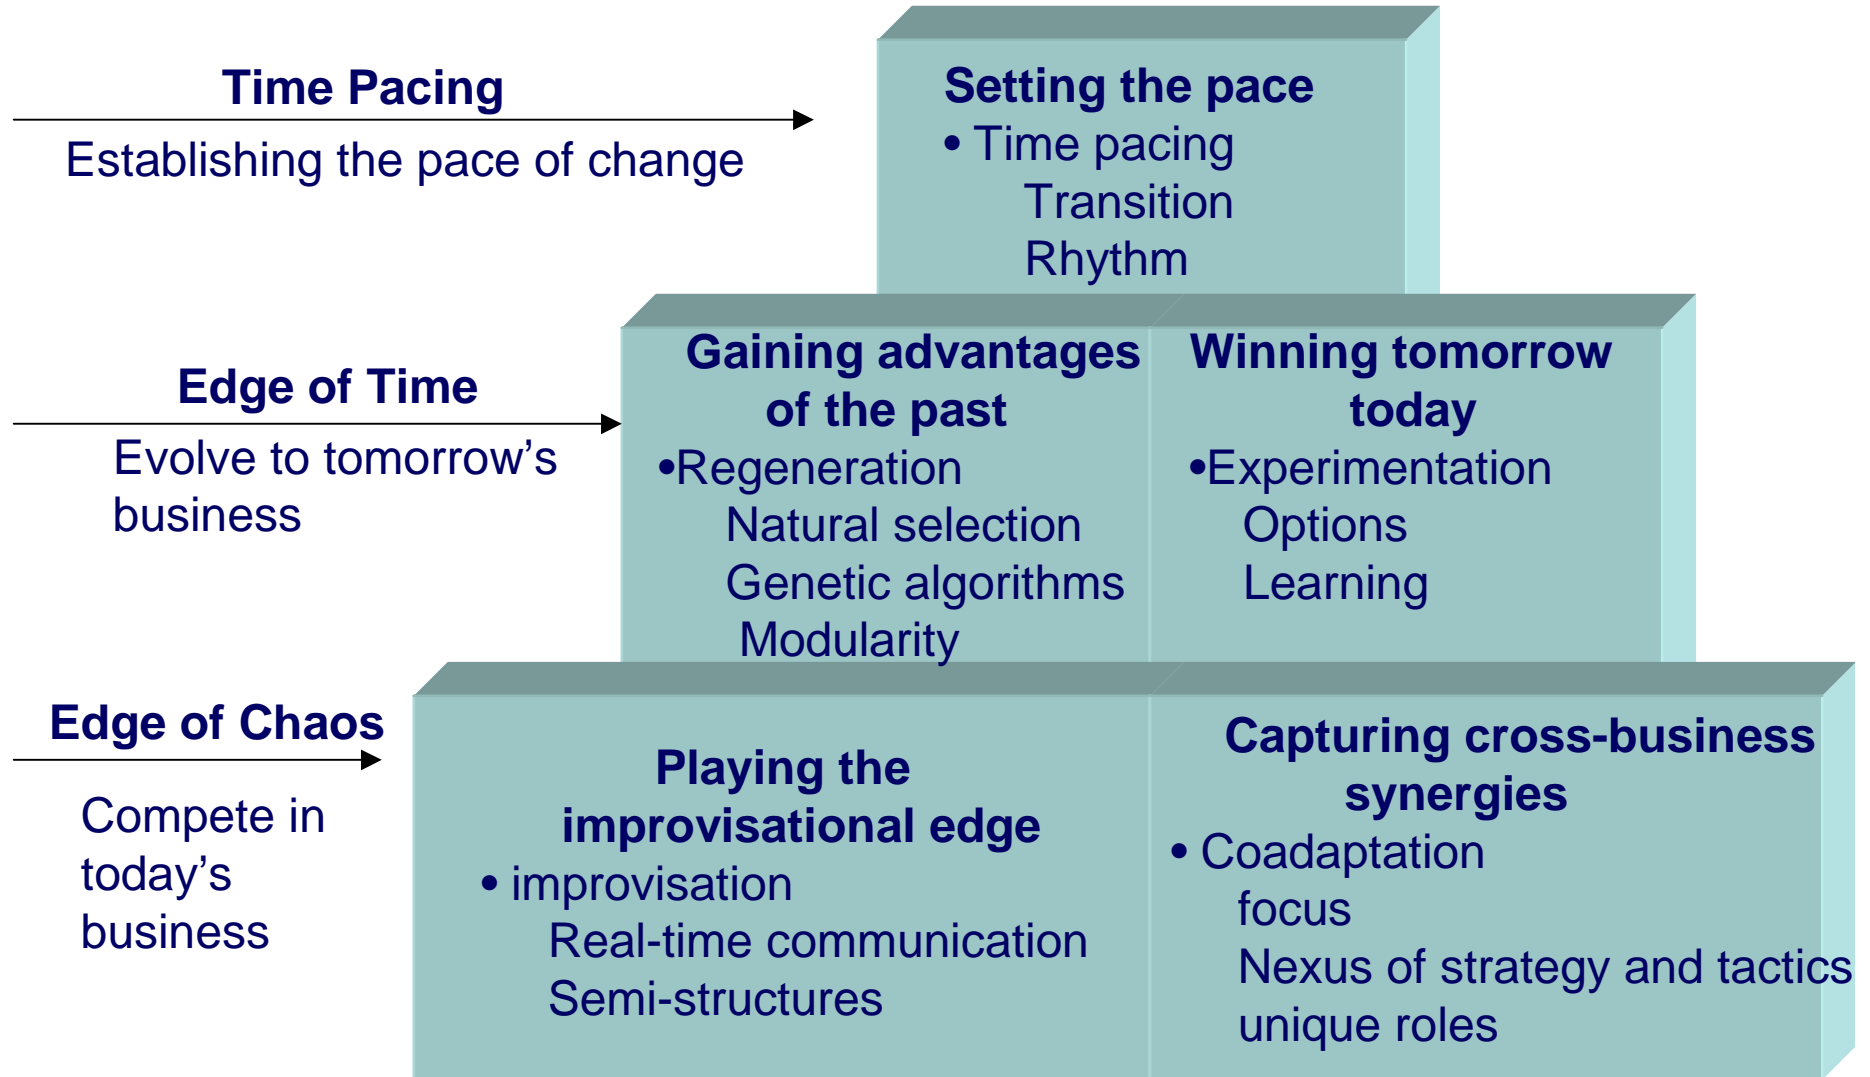 Time Pacing
Establishing the pace of change
Setting the pace
• Time pacing
Transition
Rhythm
Edge of Time
Evolve to tomorrow’s
business
Gaining advantages
of the past
•Regeneration
Natural selection
Genetic algorithms
Modularity
Winning tomorrow
today
•Experimentation
Options
Learning
Edge of Chaos
Compete in
today’s
business
Playing the
improvisational edge
• improvisation
Real-time communication
Semi-structures
Capturing cross-business
synergies
• Coadaptation
focus
Nexus of strategy and tactics
unique roles